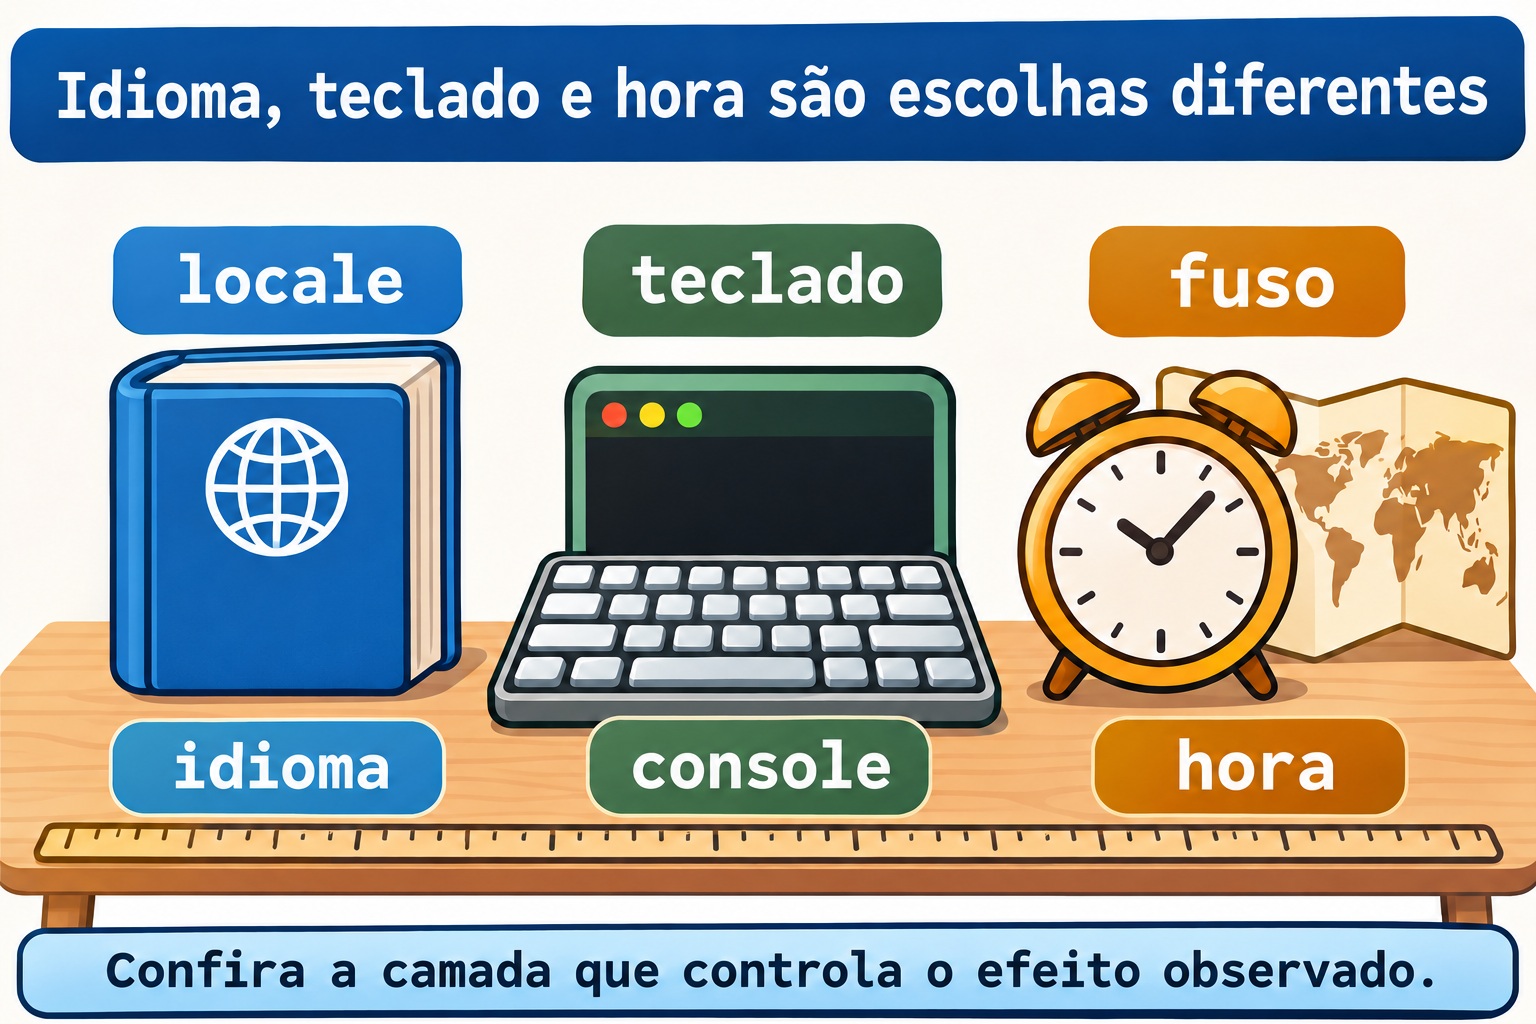 Idioma, teclado e hora são escolhas diferentes
locale
teclado
fuso
idioma
console
hora
Confira a camada que controla o efeito observado.